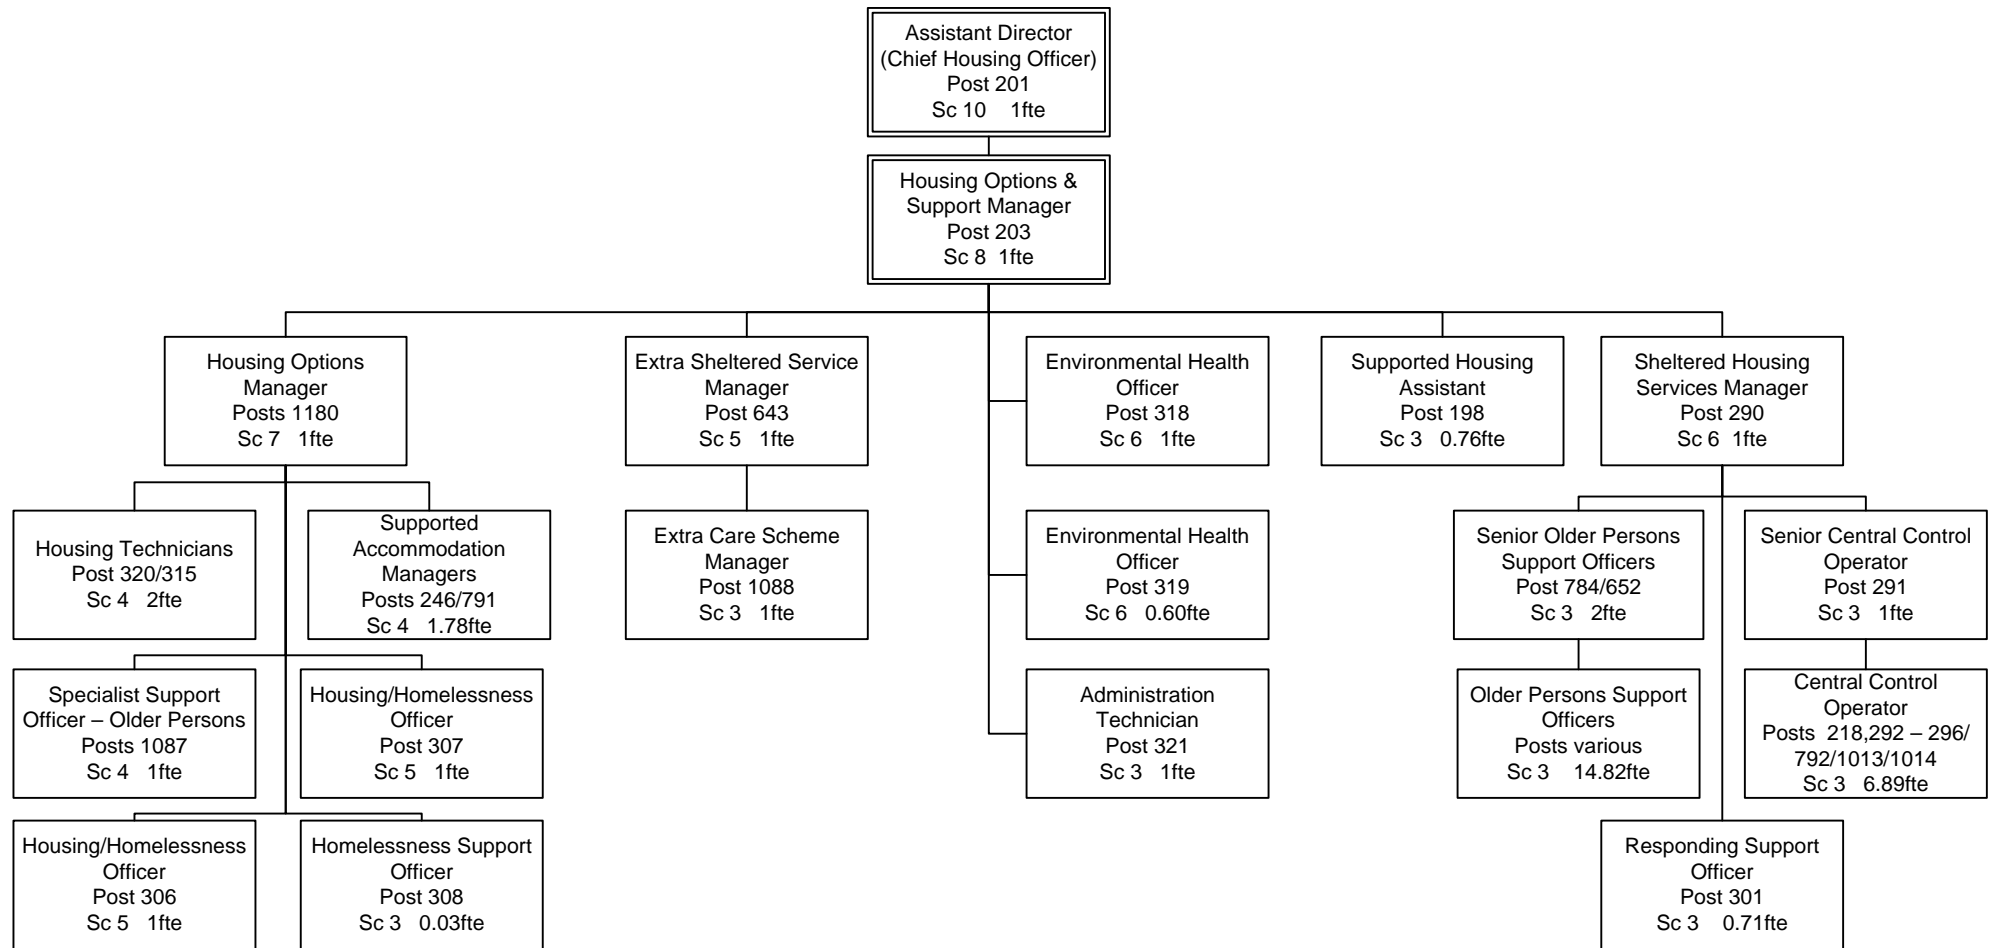 Assistant Director
(Chief Housing Officer)
Post 201
Sc 10 1fte
Housing Options &
Support Manager
Post 203
Sc 8 1fte
Housing Options
Manager
Posts 1180
Sc 7 1fte
Extra Sheltered Service
Manager
Post 643
Sc 5 1fte
Environmental Health
Officer
Post 318
Sc 6 1fte
Supported Housing
Assistant
Post 198
Sc 3 0.76fte
Sheltered Housing
Services Manager
Post 290
Sc 6 1fte
Housing Technicians
Post 320/315
Sc 4 2fte
Supported
Accommodation
Managers
Posts 246/791
Sc 4 1.78fte
Extra Care Scheme
Manager
Post 1088
Sc 3 1fte
Environmental Health
Officer
Post 319
Sc 6 0.60fte
Senior Older Persons
Support Officers
Post 784/652
Sc 3 2fte
Senior Central Control
Operator
Post 291
Sc 3 1fte
Specialist Support
Officer – Older Persons
Posts 1087
Sc 4 1fte
Housing/Homelessness
Officer
Post 307
Sc 5 1fte
Administration
Technician
Post 321
Sc 3 1fte
Older Persons Support
Officers
Posts various
Sc 3 14.82fte
Central Control
Operator
Posts 218,292 – 296/
792/1013/1014
Sc 3 6.89fte
Housing/Homelessness
Officer
Post 306
Sc 5 1fte
Homelessness Support
Officer
Post 308
Sc 3 0.03fte
Responding Support
Officer
Post 301
Sc 3 0.71fte